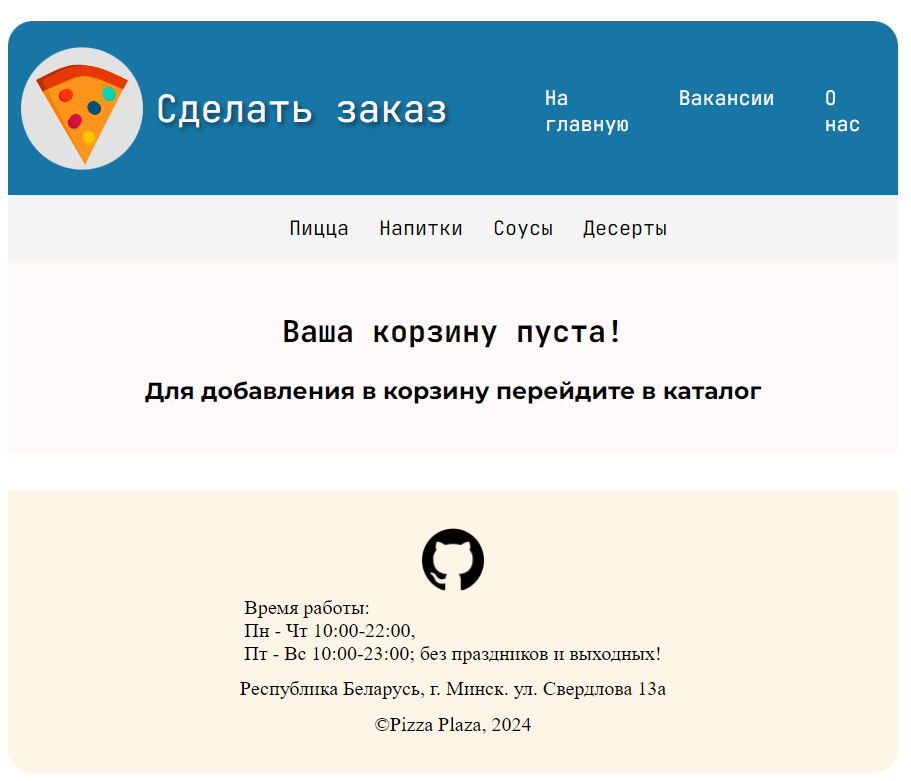 Сделать заказ
На
главную
Вакансии
О
нас
Пицца Напитки Соусы Десерты
Ваша корзину пуста!
Для добавления в корзину перейдите в каталог
Время работы:
Пн - Чт 10:00-22:00,
Пт - Вс 10:00-23:00; без праздников и выходных!
Республика Беларусь, г. Минск. ул. Свердлова 13а
©Pizza Plaza, 2024